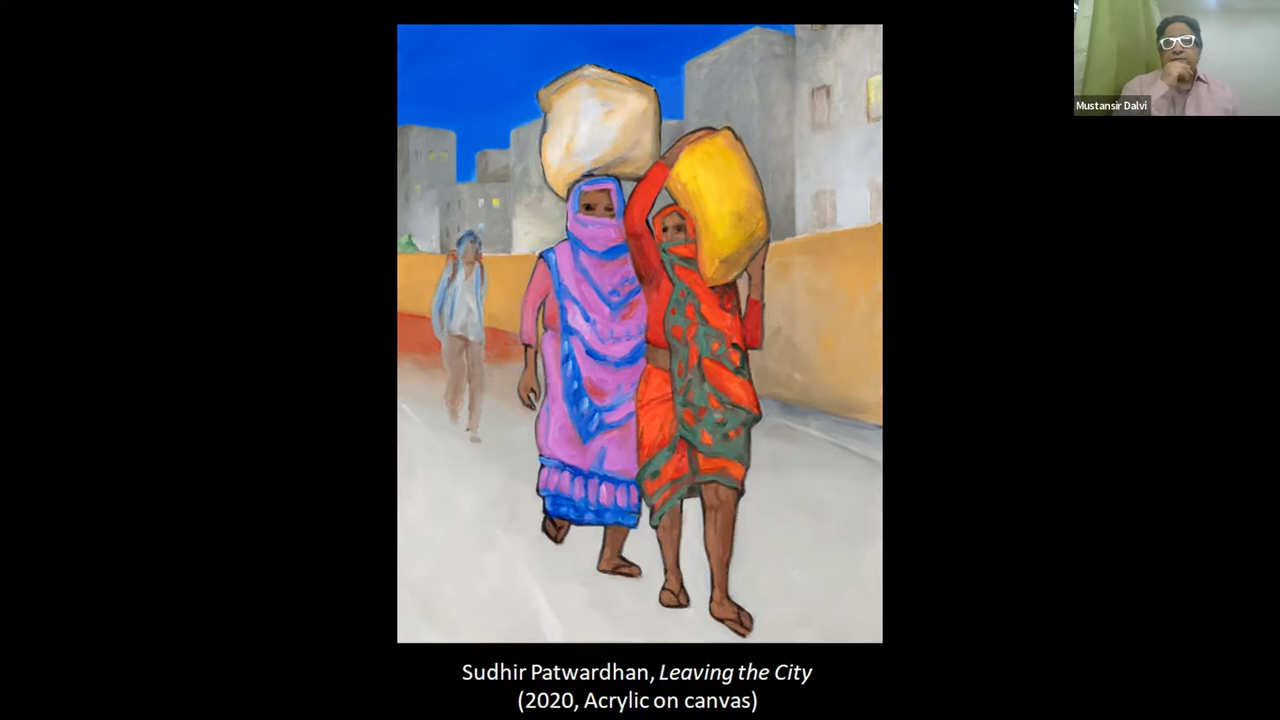 Mustansir Dalvi
Sudhir Patwardhan, Leaving the City
(2020, Acrylic on canvas)